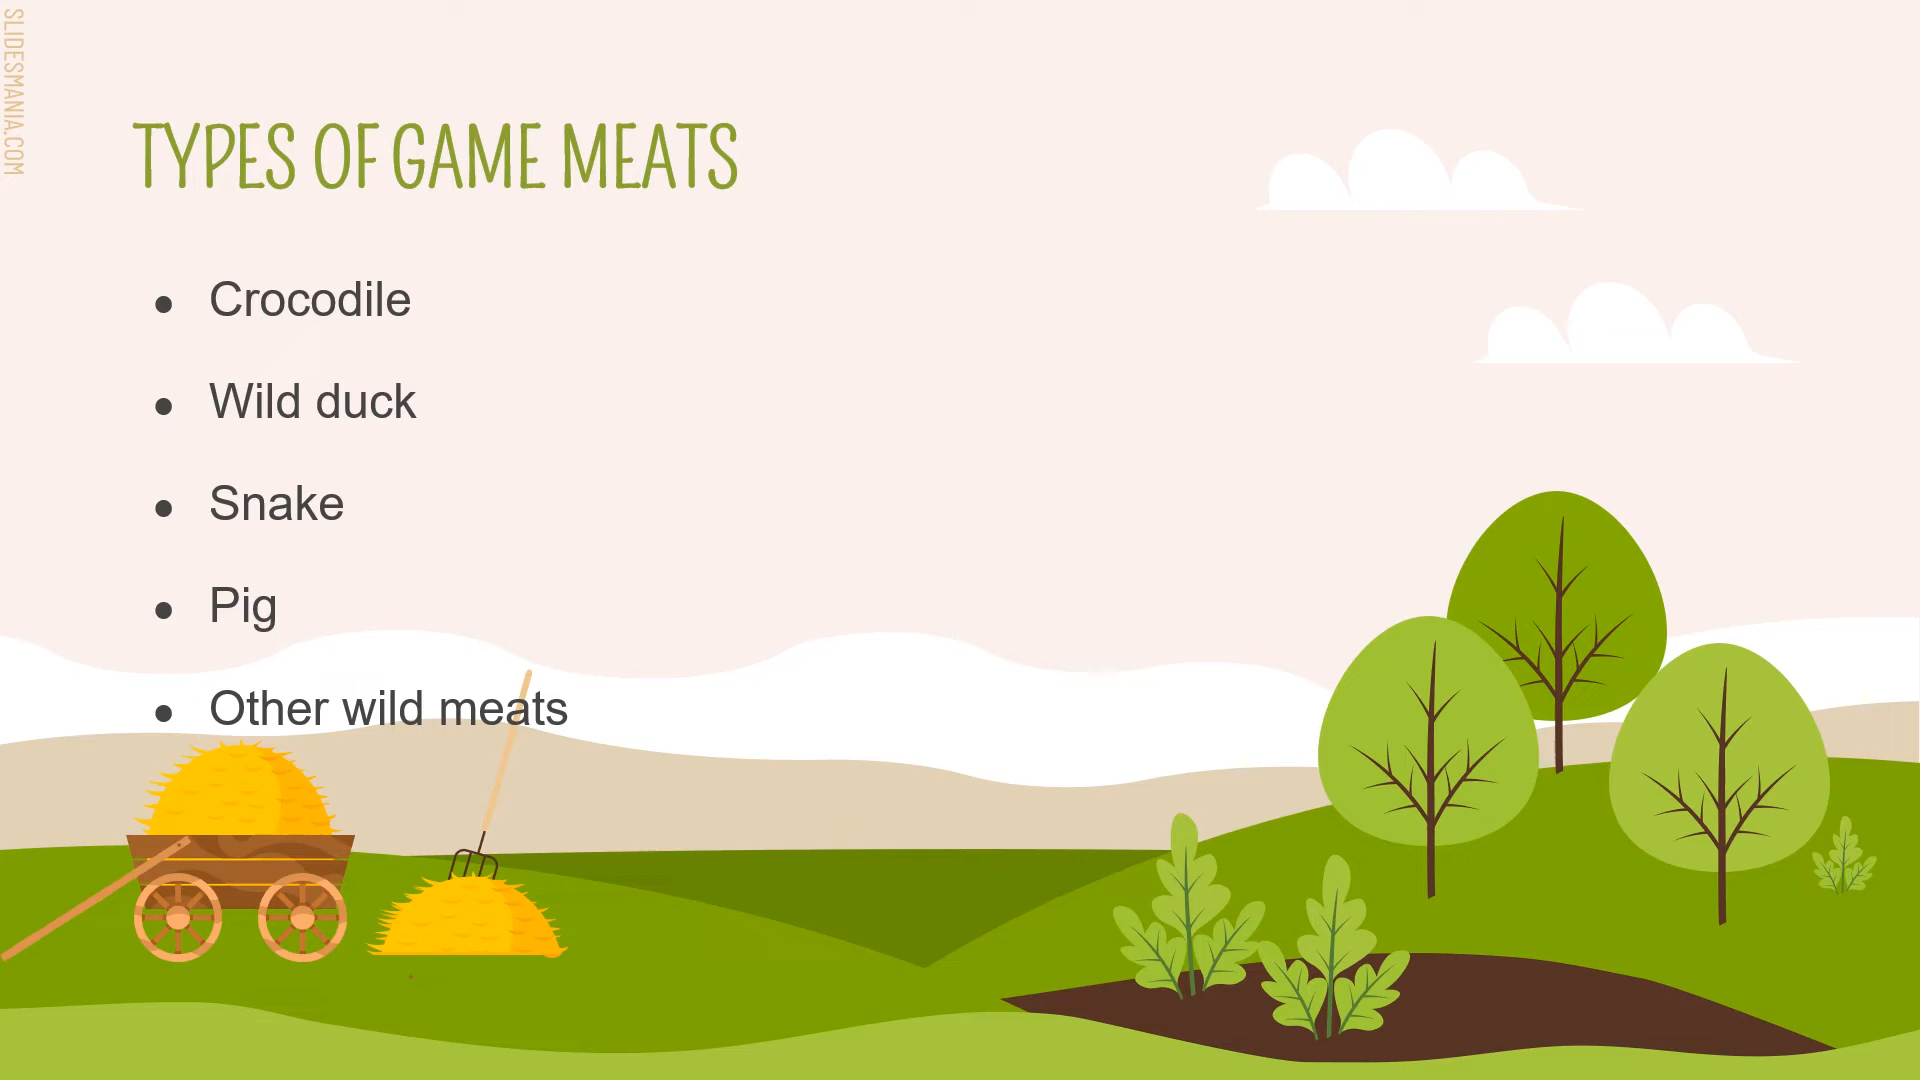 SLIDESMANIA.COM
TYPES OF GAME MEATS
● Crocodile
● Wild duck
● Snake
● Pig
● Other wild meats